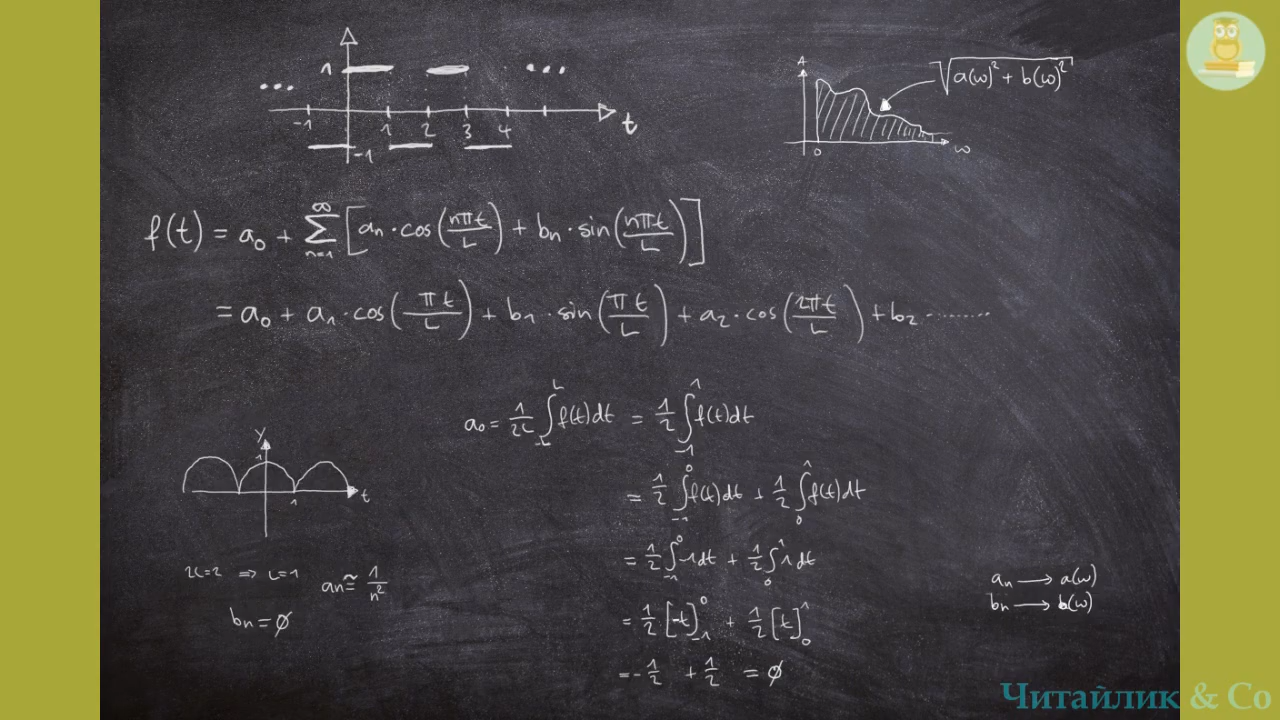 1
... ...
-1 1 2 3 4 t
-1
A
√(a(ω)² + b(ω)²)
0 ω
f(t) = a₀ + ∑ₙ₌₁^∞ [aₙ · cos(nπt/L) + bₙ · sin(nπt/L)]
= a₀ + a₁ · cos(πt/L) + b₁ · sin(πt/L) + a₂ · cos(2πt/L) + b₂ ........
a₀ = 1/2L ∫₋L^L f(t)dt = 1/2 ∫₋₁^1 f(t)dt
= 1/2 ∫₋₁^0 f(t)dt + 1/2 ∫₀^1 f(t)dt
= 1/2 ∫₋₁^0 -1dt + 1/2 ∫₀^1 1dt
= 1/2 [-t]₋₁^0 + 1/2 [t]₀^1
= -1/2 + 1/2 = ∅
y
1
1 t
2L=2 ⇒ L=1 aₙ ≅ 1/n²
bₙ = ∅
aₙ → a(ω)
bₙ → b(ω)
Читайлик & Co